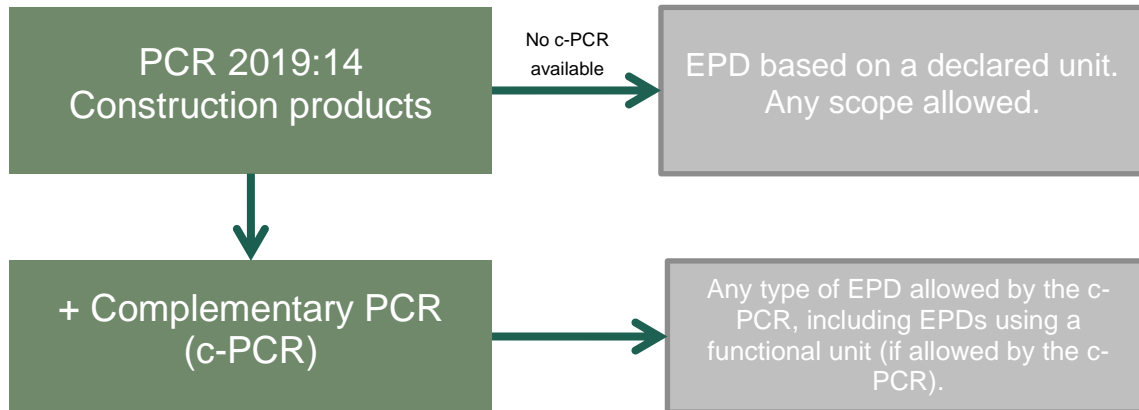 PCR 2019:14
Construction products
No c-PCR
available
EPD based on a declared unit.
Any scope allowed.
+ Complementary PCR
(c-PCR)
Any type of EPD allowed by the c-
PCR, including EPDs using a
functional unit (if allowed by the c-
PCR).